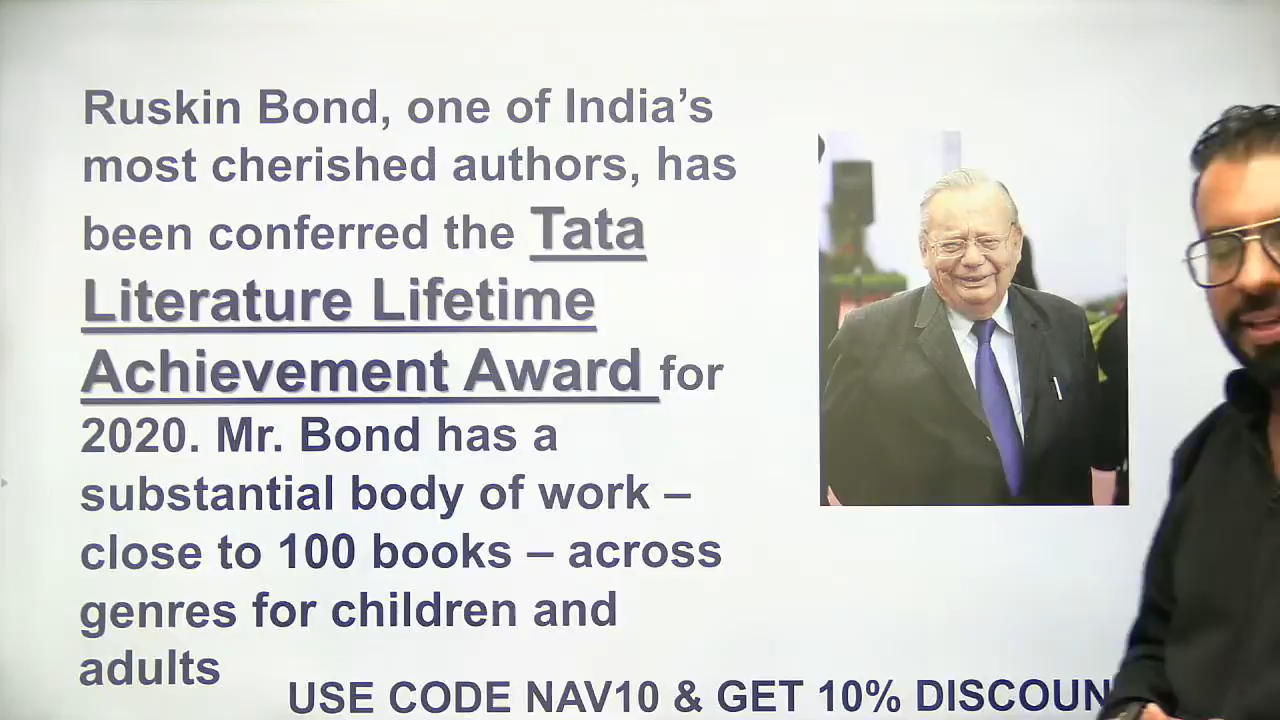 Ruskin Bond, one of India’s
most cherished authors, has
been conferred the Tata
Literature Lifetime
Achievement Award for
2020. Mr. Bond has a
substantial body of work –
close to 100 books – across
genres for children and
adults
USE CODE NAV10 & GET 10% DISCOUN